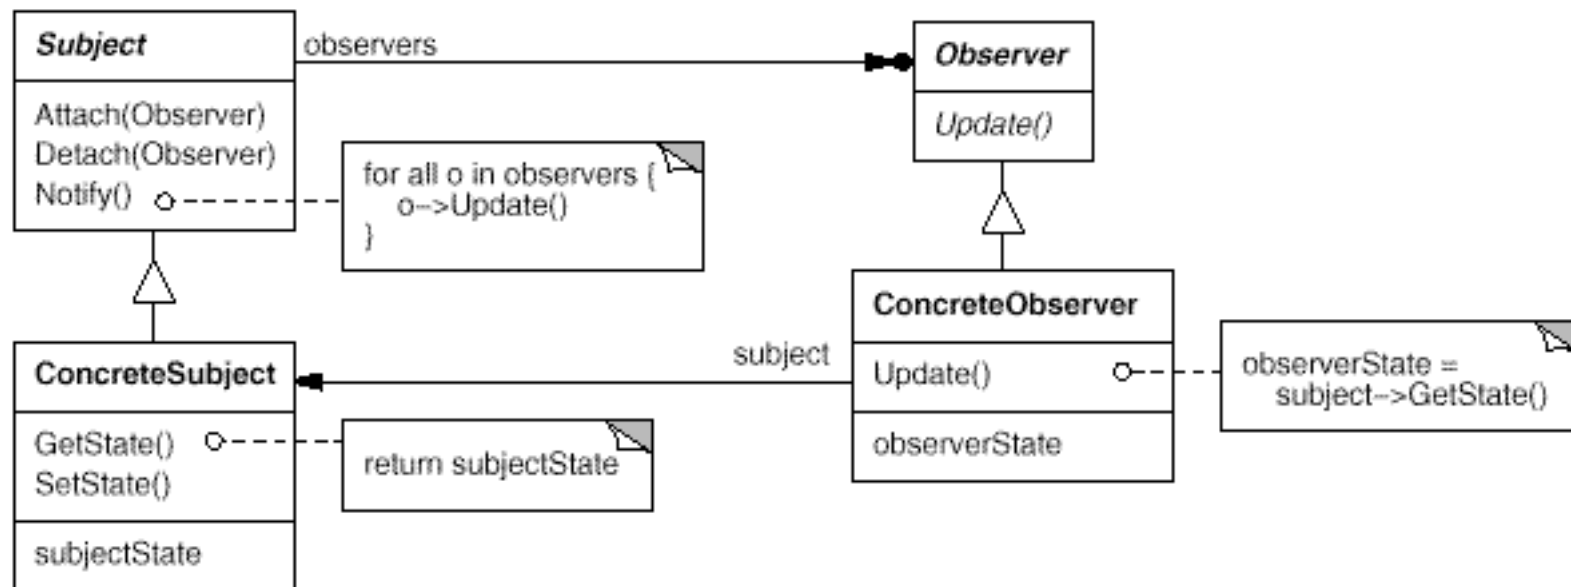 Subject
observers
Observer
Attach(Observer)
Detach(Observer)
Notify()
Update()
for all o in observers {
o->Update()
}
ConcreteObserver
Update()
observerState
observerState =
subject->GetState()
subject
ConcreteSubject
GetState()
SetState()
subjectState
return subjectState